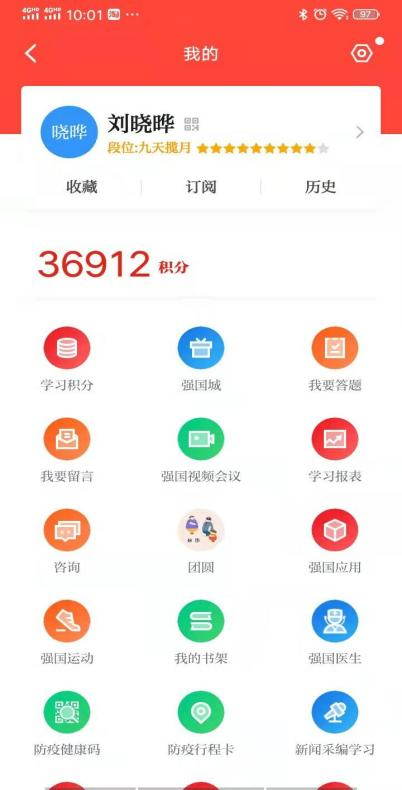 4GHD 4GHD 10:01 淘 ··· 97
我的
晓晔 刘晓晔
段位:九天揽月
收藏 订阅 历史
36912 积分
学习积分 强国城 我要答题
我要留言 强国视频会议 学习报表
咨询 团圆 强国应用
强国运动 我的书架 强国医生
防疫健康码 防疫行程卡 新闻采编学习